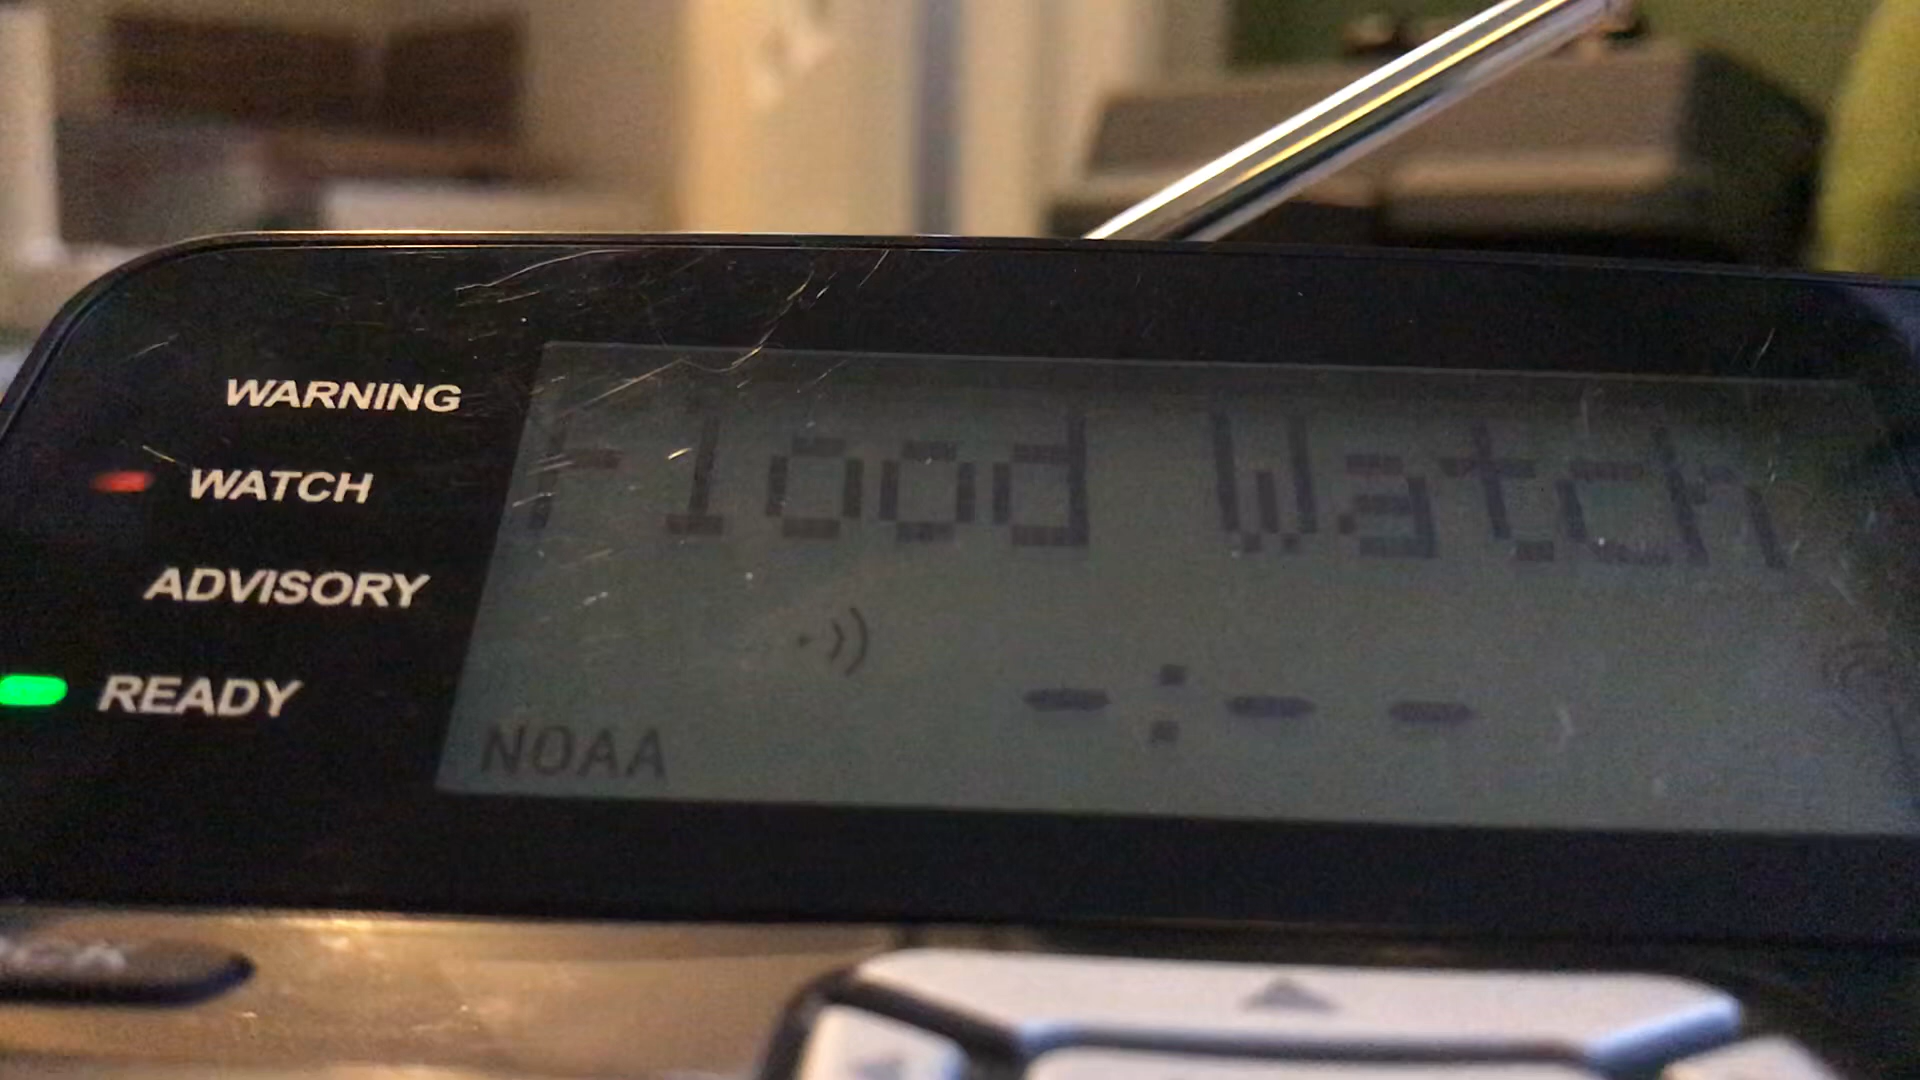 WARNING
Flood Watch
WATCH
ADVISORY
READY
-:--
NOAA